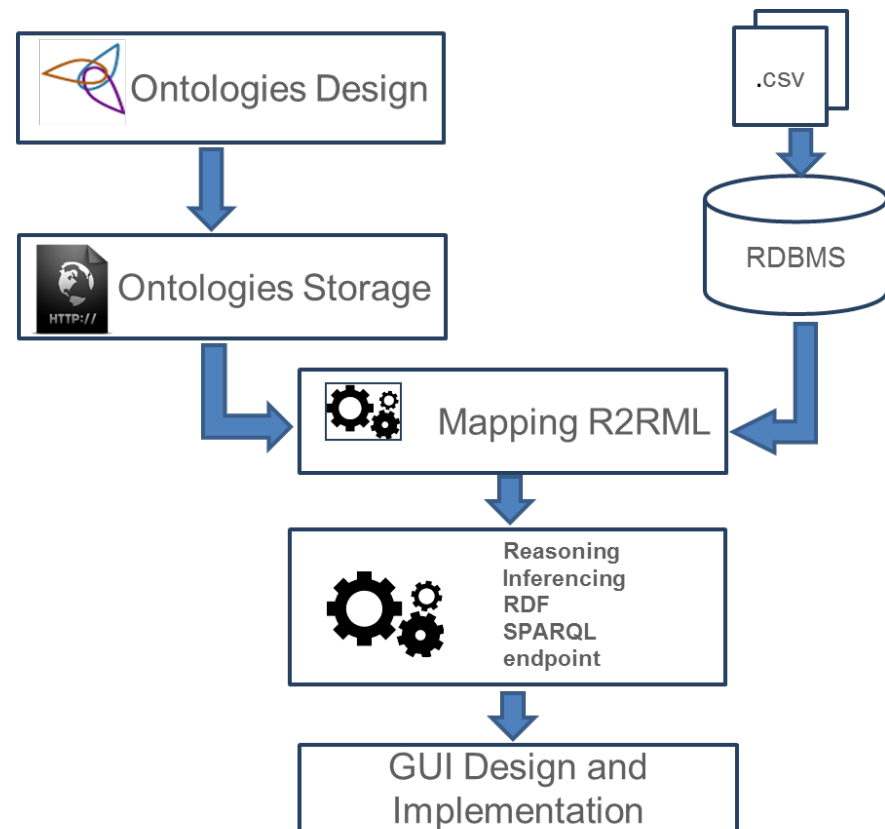 Ontologies Design
.csv
RDBMS
Ontologies Storage
HTTP://
Mapping R2RML
Reasoning
Inferencing
RDF
SPARQL
endpoint
GUI Design and
Implementation